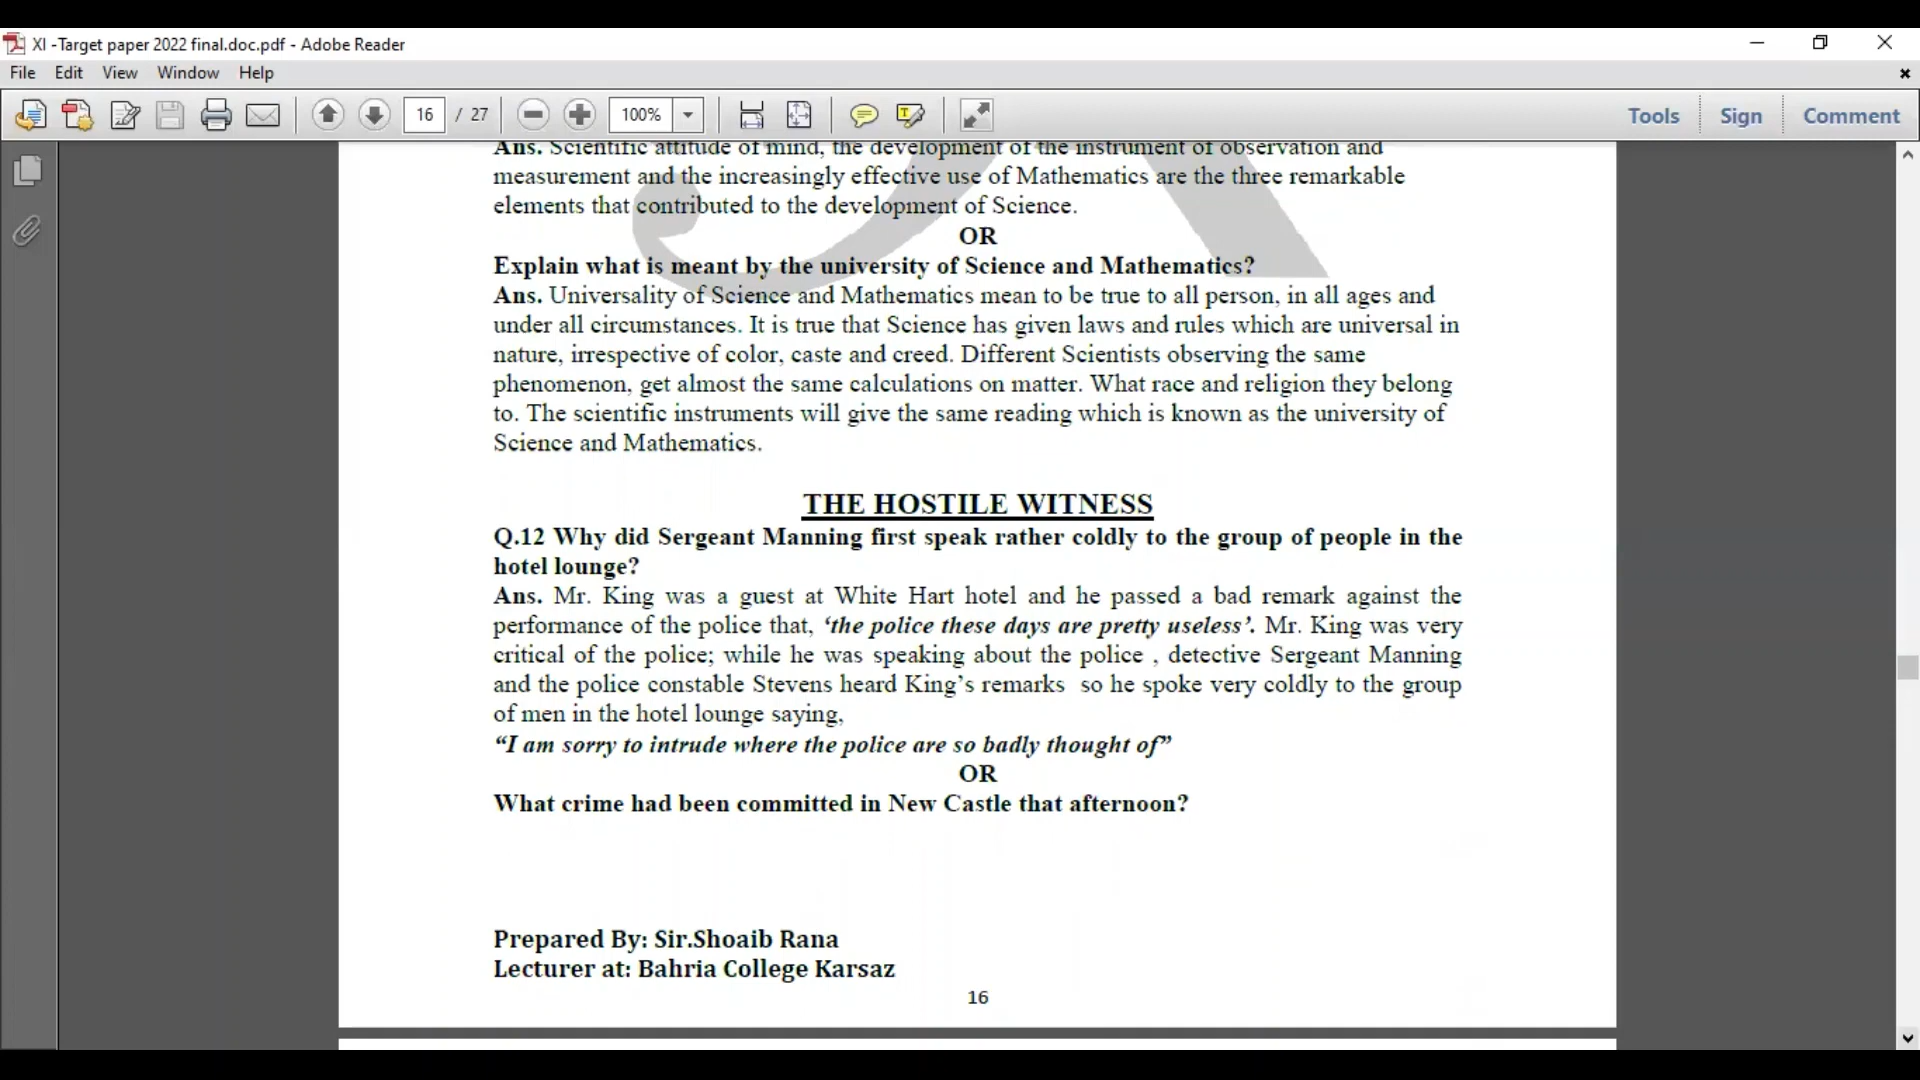 XI -Target paper 2022 final.doc.pdf - Adobe Reader
File Edit View Window Help
16 / 27 100% Tools Sign Comment
Ans. Scientific attitude of mind, the development of the instrument of observation and
measurement and the increasingly effective use of Mathematics are the three remarkable
elements that contributed to the development of Science.
OR
Explain what is meant by the university of Science and Mathematics?
Ans. Universality of Science and Mathematics mean to be true to all person, in all ages and
under all circumstances. It is true that Science has given laws and rules which are universal in
nature, irrespective of color, caste and creed. Different Scientists observing the same
phenomenon, get almost the same calculations on matter. What race and religion they belong
to. The scientific instruments will give the same reading which is known as the university of
Science and Mathematics.
THE HOSTILE WITNESS
Q.12 Why did Sergeant Manning first speak rather coldly to the group of people in the
hotel lounge?
Ans. Mr. King was a guest at White Hart hotel and he passed a bad remark against the
performance of the police that, ‘the police these days are pretty useless’. Mr. King was very
critical of the police; while he was speaking about the police , detective Sergeant Manning
and the police constable Stevens heard King’s remarks so he spoke very coldly to the group
of men in the hotel lounge saying,
“I am sorry to intrude where the police are so badly thought of”
OR
What crime had been committed in New Castle that afternoon?
Prepared By: Sir.Shoaib Rana
Lecturer at: Bahria College Karsaz
16